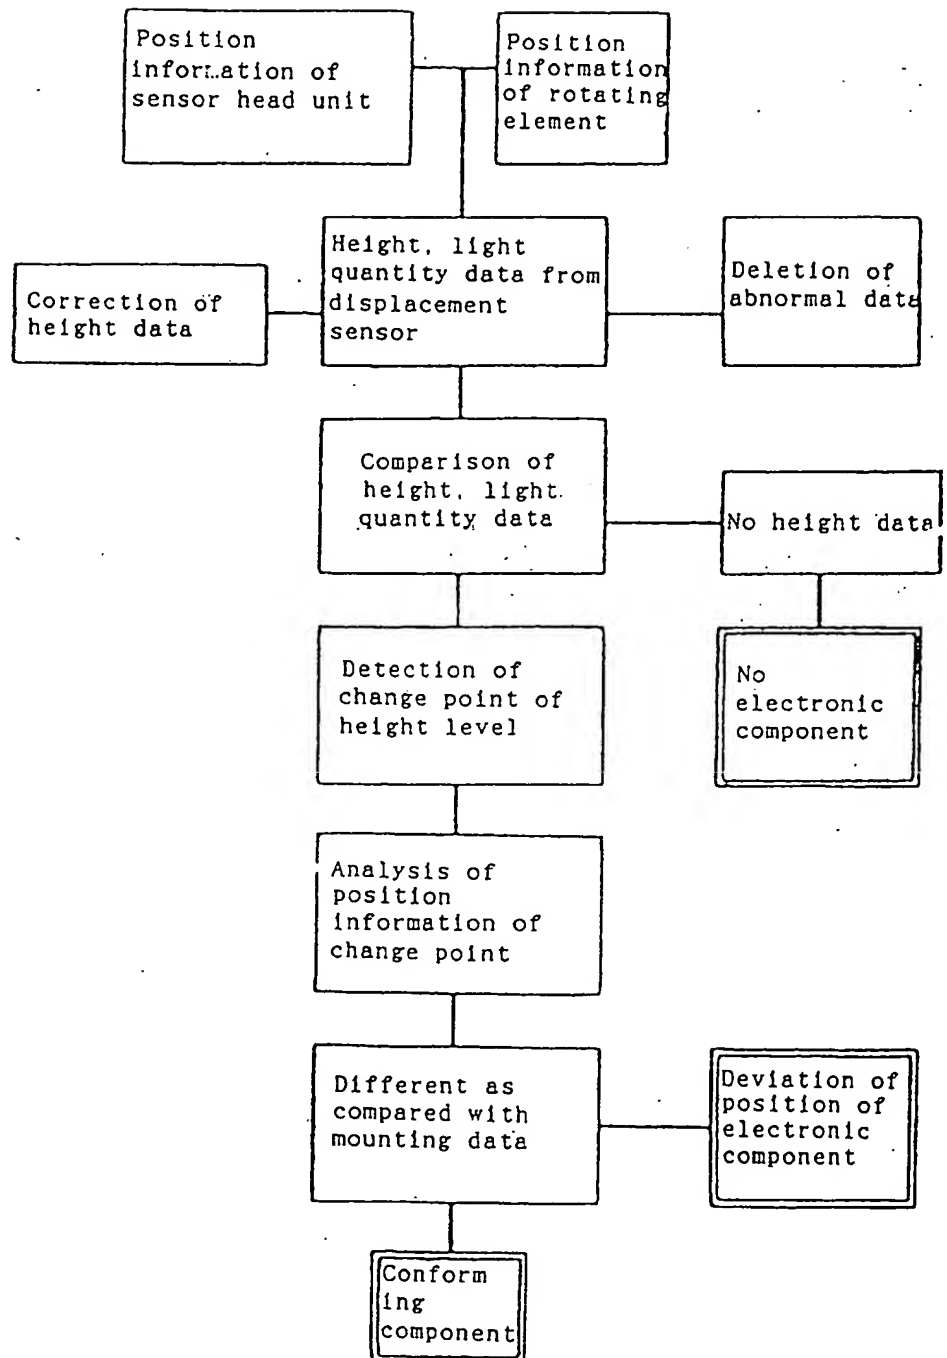 Position
information of
sensor head unit
Position
information
of rotating
element
Height, light
quantity data from
displacement
sensor
Correction of
height data
Deletion of
abnormal data
Comparison of
height, light
quantity data
No height data
Detection of
change point of
height level
No
electronic
component
Analysis of
position
information of
change point
Different as
compared with
mounting data
Deviation of
position of
electronic
component
Conform
ing
component